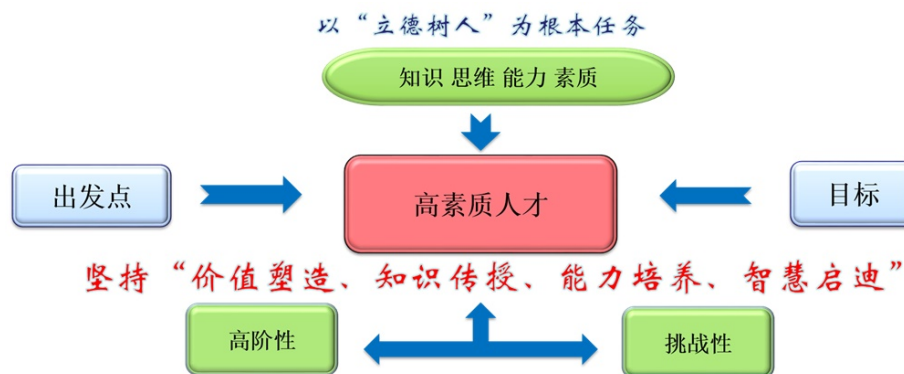 以“立德树人”为根本任务
知识 思维 能力 素质
出发点
高素质人才
目标
坚持“价值塑造、知识传授、能力培养、智慧启迪”
高阶性
挑战性